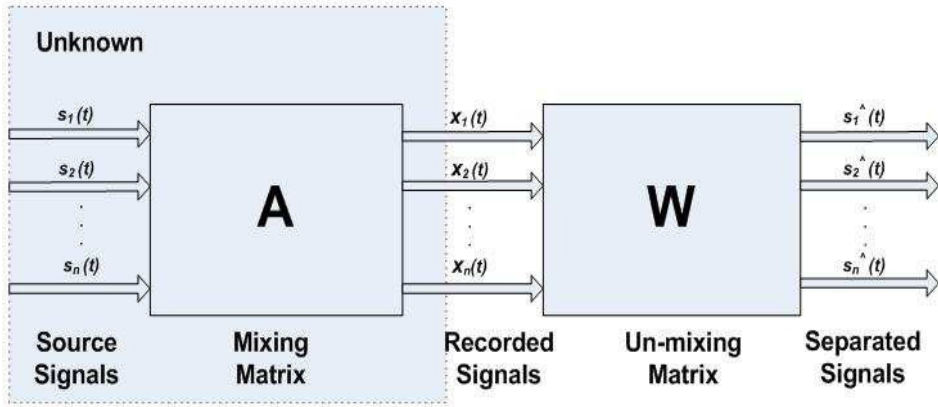 Unknown
s1(t) x1(t) s1^(t)
s2(t) x2(t) s2^(t)
. . .
. A . W .
. . .
sn(t) xn(t) sn^(t)
Source Mixing Recorded Un-mixing Separated
Signals Matrix Signals Matrix Signals